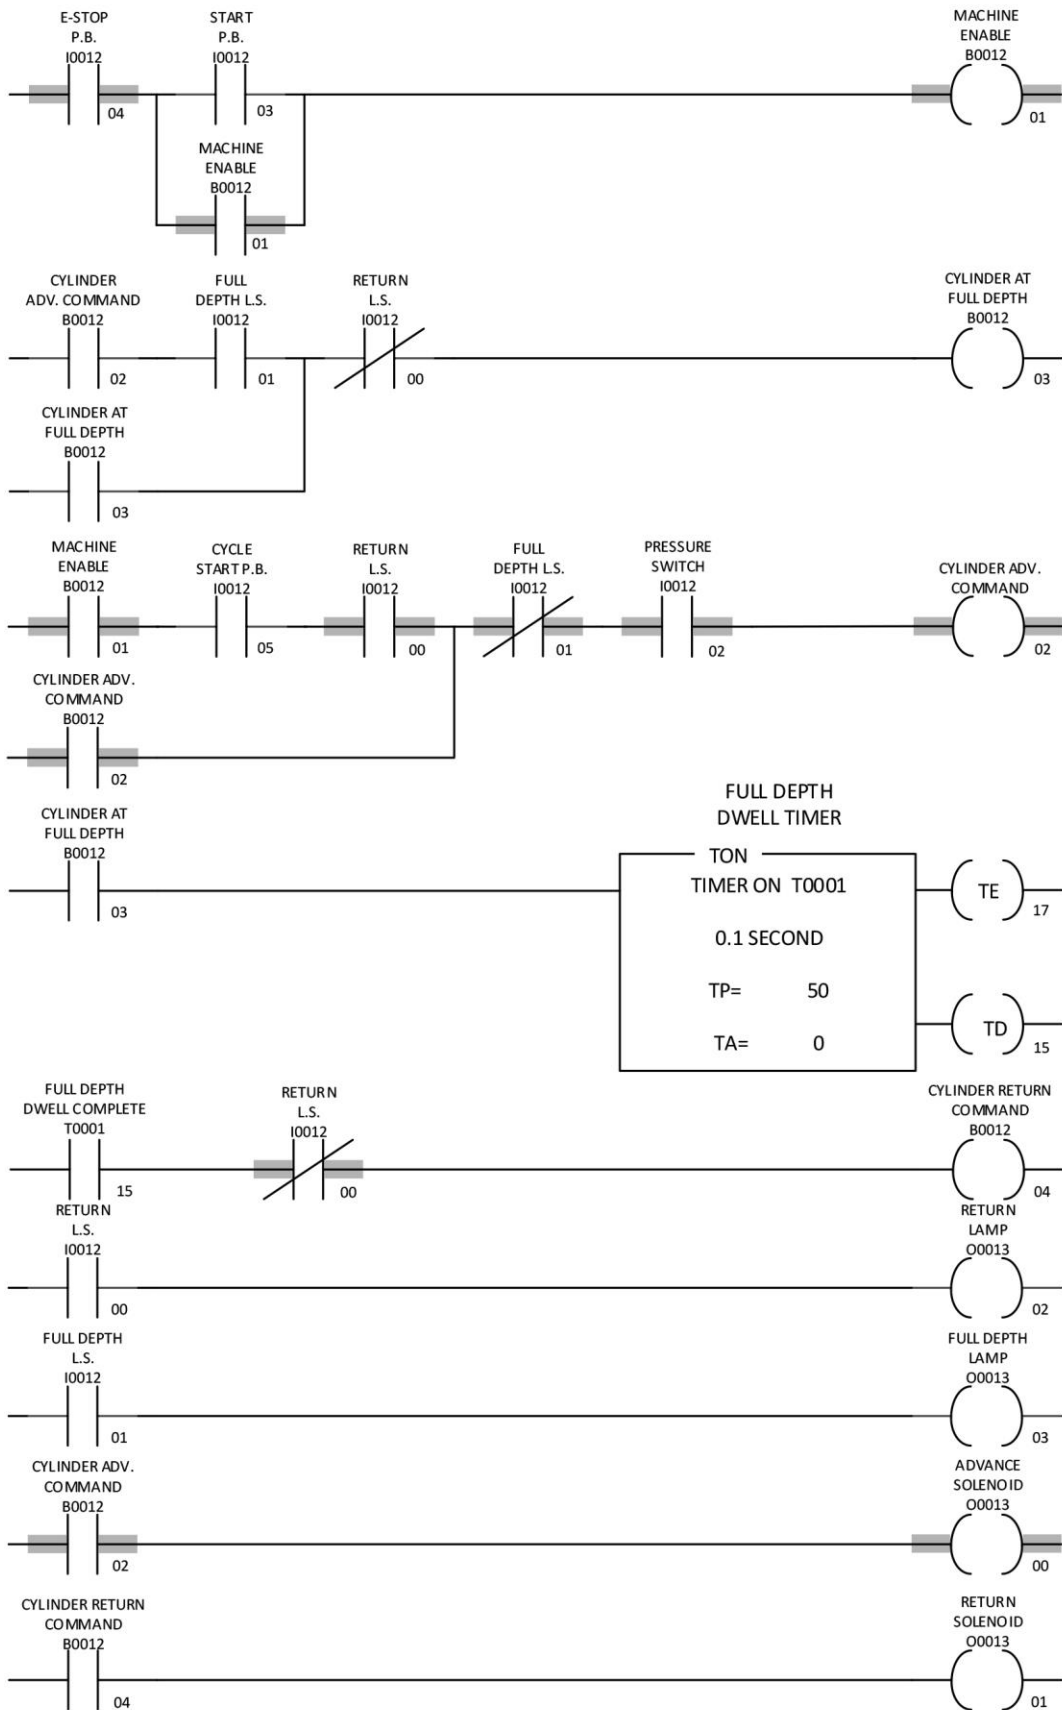 E-STOP
P.B.
I0012
04
START
P.B.
I0012
03
MACHINE
ENABLE
B0012
01
MACHINE
ENABLE
B0012
01
CYLINDER
ADV. COMMAND
B0012
02
FULL
DEPTH L.S.
I0012
01
RETURN
L.S.
I0012
00
CYLINDER AT
FULL DEPTH
B0012
03
CYLINDER AT
FULL DEPTH
B0012
03
MACHINE
ENABLE
B0012
01
CYCLE
START P.B.
I0012
05
RETURN
L.S.
I0012
00
FULL
DEPTH L.S.
I0012
01
PRESSURE
SWITCH
I0012
02
CYLINDER ADV.
COMMAND
02
CYLINDER ADV.
COMMAND
B0012
02
CYLINDER AT
FULL DEPTH
B0012
03
FULL DEPTH
DWELL TIMER
TON
TIMER ON T0001
0.1 SECOND
TP= 50
TA= 0
TE
17
TD
15
FULL DEPTH
DWELL COMPLETE
T0001
15
RETURN
L.S.
I0012
00
CYLINDER RETURN
COMMAND
B0012
04
RETURN
L.S.
I0012
00
RETURN
LAMP
O0013
02
FULL DEPTH
L.S.
I0012
01
FULL DEPTH
LAMP
O0013
03
CYLINDER ADV.
COMMAND
B0012
02
ADVANCE
SOLENOID
O0013
00
CYLINDER RETURN
COMMAND
B0012
04
RETURN
SOLENOID
O0013
01